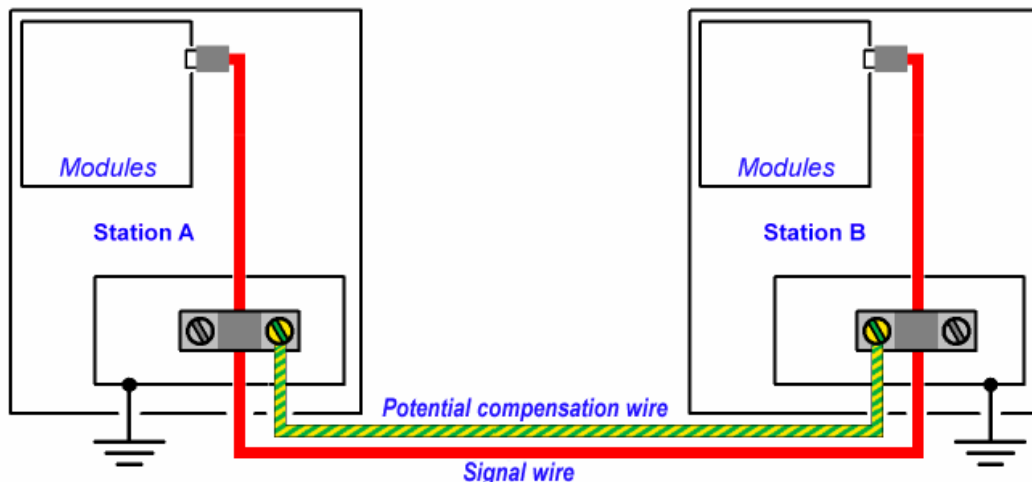 Modules
Modules
Station A
Station B
Potential compensation wire
Signal wire